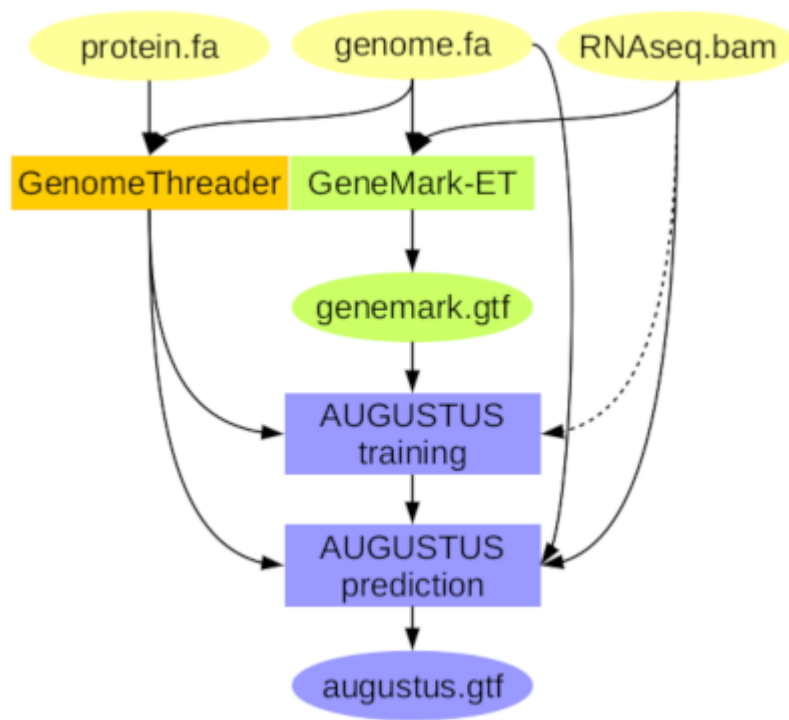 protein.fa
genome.fa
RNAseq.bam
GenomeThreader
GeneMark-ET
genemark.gtf
AUGUSTUS
training
AUGUSTUS
prediction
augustus.gtf